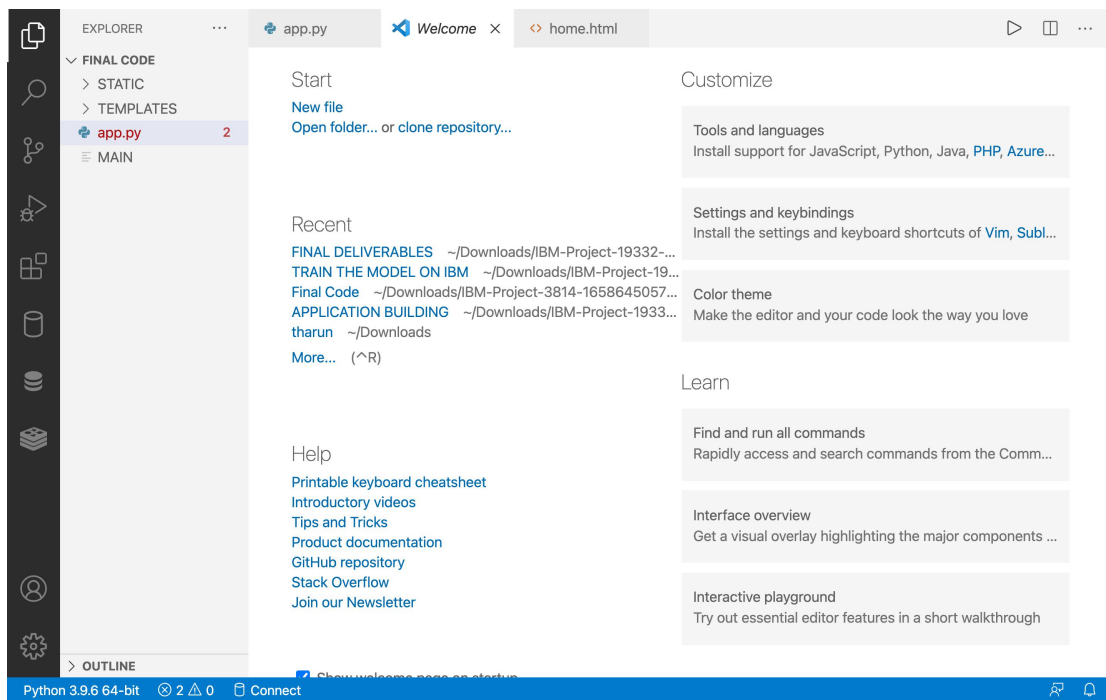 EXPLORER
app.py
Welcome
home.html
FINAL CODE
STATIC
TEMPLATES
app.py 2
MAIN
OUTLINE
Start
New file
Open folder... or clone repository...
Recent
FINAL DELIVERABLES ~/Downloads/IBM-Project-19332-...
TRAIN THE MODEL ON IBM ~/Downloads/IBM-Project-19...
Final Code ~/Downloads/IBM-Project-3814-1658645057...
APPLICATION BUILDING ~/Downloads/IBM-Project-1933...
tharun ~/Downloads
More... (^R)
Help
Printable keyboard cheatsheet
Introductory videos
Tips and Tricks
Product documentation
GitHub repository
Stack Overflow
Join our Newsletter
Show welcome page on startup
Customize
Tools and languages
Install support for JavaScript, Python, Java, PHP, Azure...
Settings and keybindings
Install the settings and keyboard shortcuts of Vim, Subl...
Color theme
Make the editor and your code look the way you love
Learn
Find and run all commands
Rapidly access and search commands from the Comm...
Interface overview
Get a visual overlay highlighting the major components ...
Interactive playground
Try out essential editor features in a short walkthrough
Python 3.9.6 64-bit 2 0 Connect